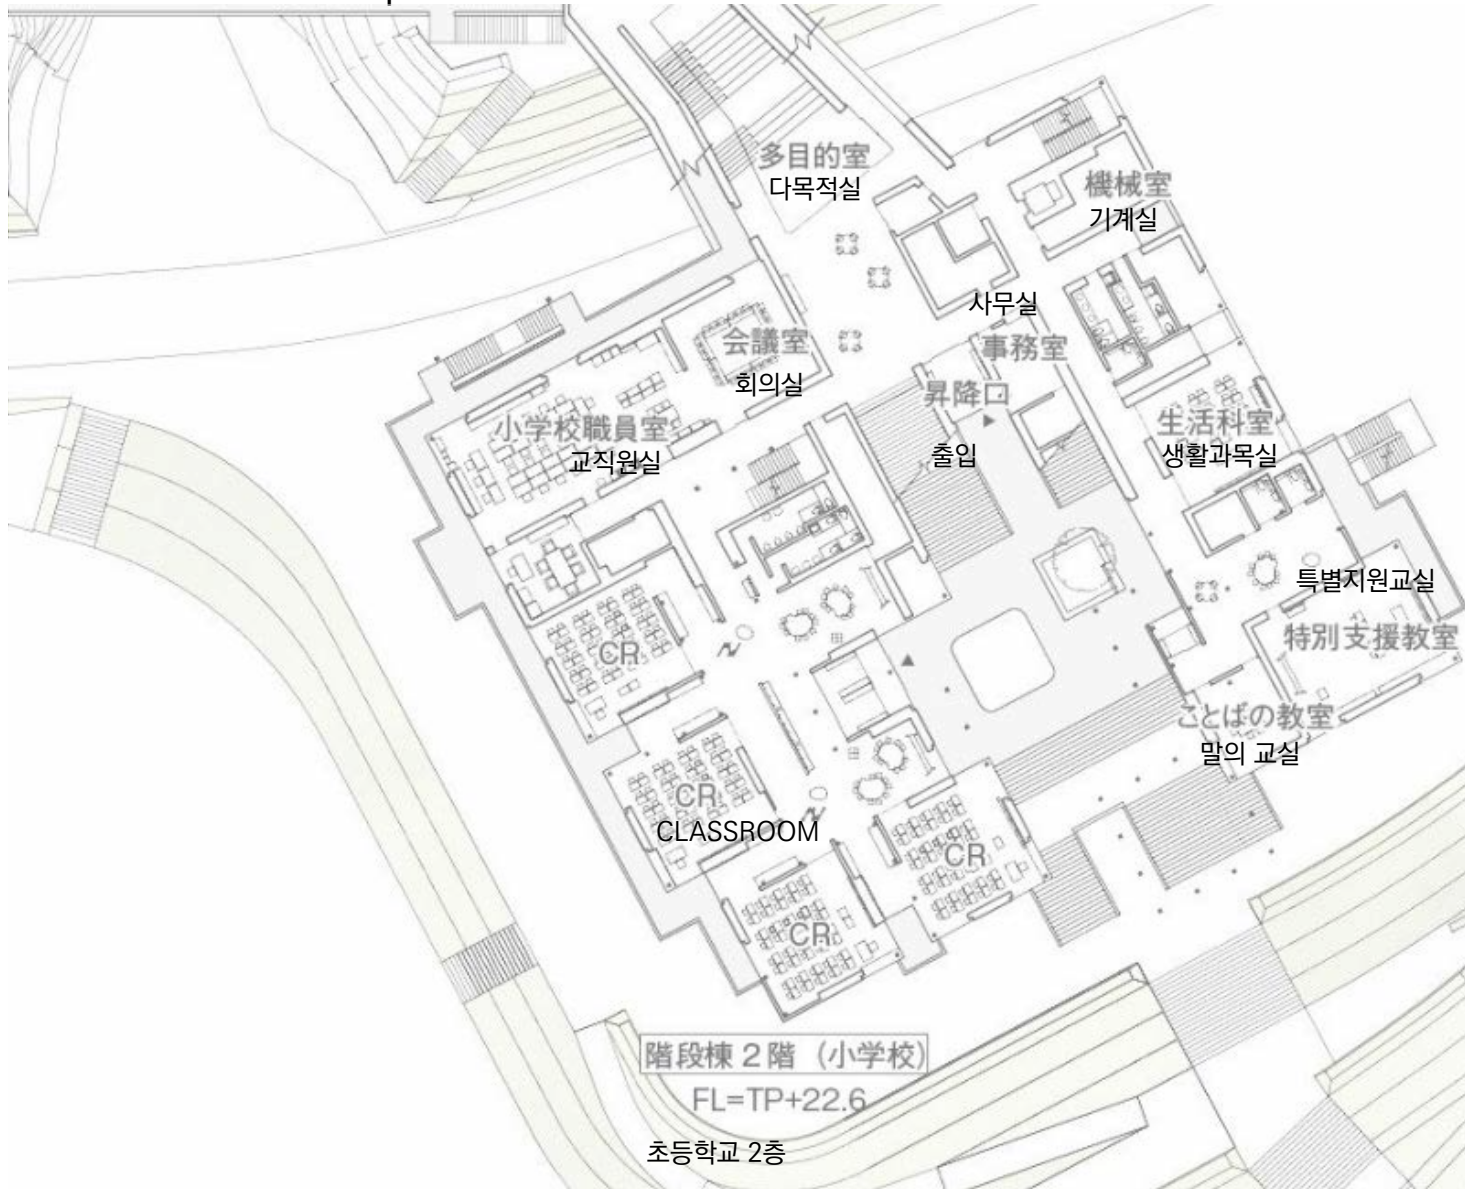 多目的室
다목적실
機械室
기계실
사무실
事務室
会議室
회의실
昇降口
출입
小学校職員室
교직원실
生活科室
생활과목실
특별지원교실
特別支援教室
CR
ことばの教室
말의 교실
CR
CLASSROOM
CR
CR
階段棟 2階 (小学校)
FL=TP+22.6
초등학교 2층